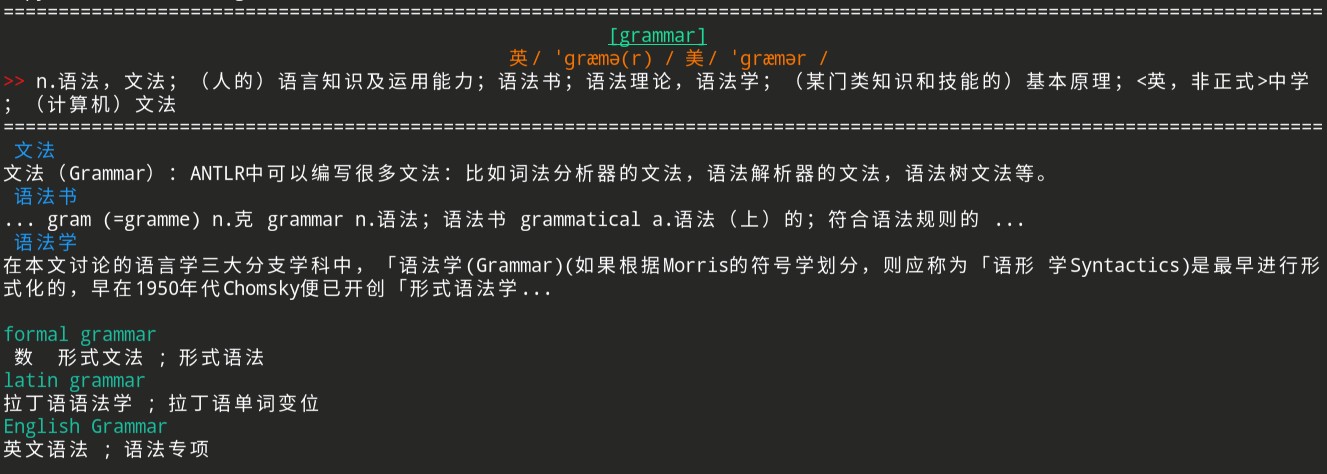 [grammar]
英/ ˈɡræmə(r) / 美/ ˈɡræmər /
>> n.语法，文法；（人的）语言知识及运用能力；语法书；语法理论，语法学；（某门类知识和技能的）基本原理；<英，非正式>中学
；（计算机）文法
文法
文法（Grammar）：ANTLR中可以编写很多文法：比如词法分析器的文法，语法解析器的文法，语法树文法等。
语法书
... gram (=gramme) n.克 grammar n.语法；语法书 grammatical a.语法（上）的；符合语法规则的 ...
语法学
在本文讨论的语言学三大分支学科中，「语法学(Grammar)(如果根据Morris的符号学划分，则应称为「语形 学Syntactics)是最早进行形
式化的，早在1950年代Chomsky便已开创「形式语法学...
formal grammar
数 形式文法 ; 形式语法
latin grammar
拉丁语语法学 ; 拉丁语单词变位
English Grammar
英文语法 ; 语法专项